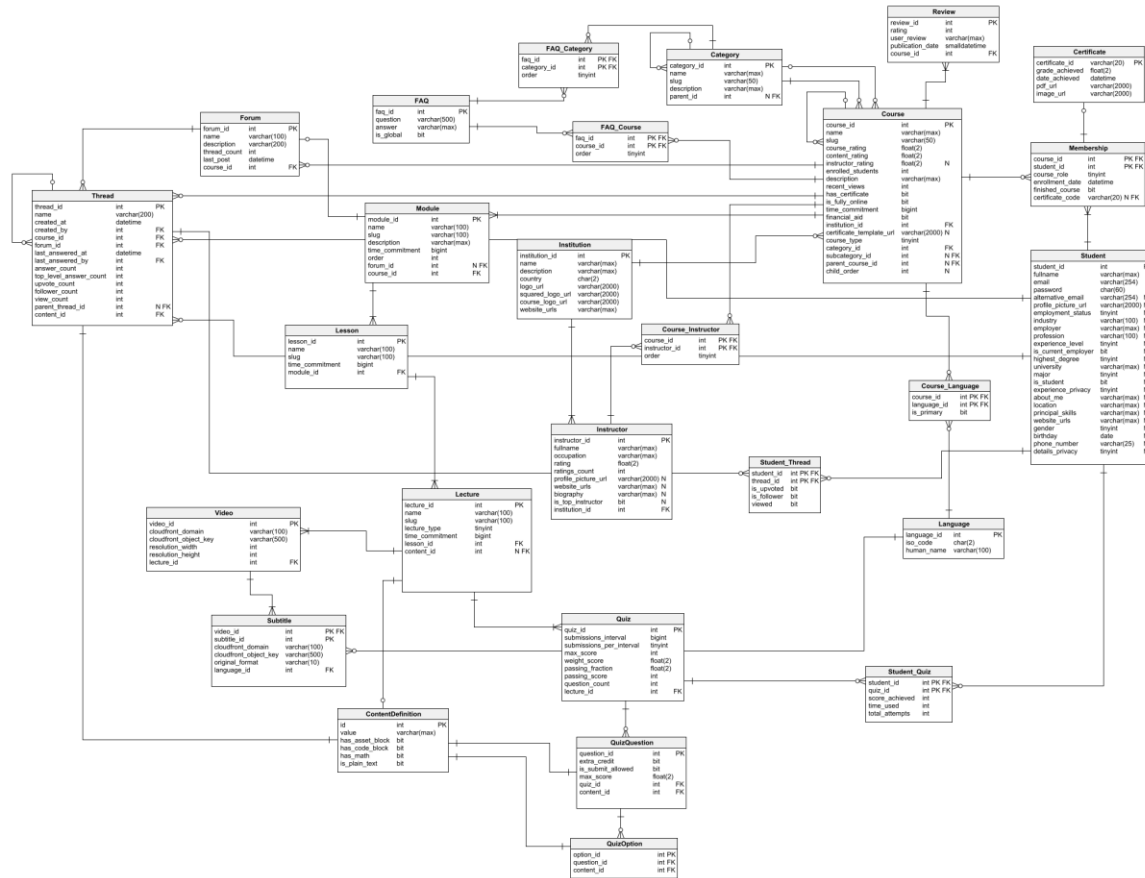 Review
review_id int PK
rating int
user_review varchar(max)
publication_date smalldatetime
course_id int FK
Certificate
certificate_id varchar(20) PK
grade_achieved float(2)
date_achieved datetime
pdf_url varchar(2000)
image_url varchar(2000)
FAQ_Category
faq_id int PK FK
category_id int PK FK
order tinyint
Category
category_id int PK
name varchar(max)
slug varchar(50)
description varchar(max)
parent_id int N FK
FAQ
faq_id int PK
question varchar(500)
answer varchar(max)
is_global bit
FAQ_Course
faq_id int PK FK
course_id int PK FK
order tinyint
Forum
forum_id int PK
name varchar(100)
description varchar(200)
thread_count int
last_post datetime
course_id int FK
Course
course_id int PK
name varchar(max)
slug varchar(50)
course_rating float(2)
content_rating float(2)
instructor_rating float(2) N
enrolled_students int
description varchar(max)
recent_views int
has_certificate bit
is_fully_online bit
time_commitment bigint
financial_aid bit
institution_id int FK
certificate_template_url varchar(2000) N
course_type tinyint
category_id int FK
subcategory_id int N FK
parent_course_id int N FK
child_order int N
Membership
course_id int PK FK
student_id int PK FK
course_role tinyint
enrollment_date datetime
finished_course bit
certificate_code varchar(20) N FK
Thread
thread_id int PK
name varchar(200)
created_at datetime
created_by int FK
course_id int FK
forum_id int FK
last_answered_at datetime
last_answered_by int FK
answer_count int
top_level_answer_count int
upvote_count int
follower_count int
view_count int
parent_thread_id int N FK
content_id int FK
Module
module_id int PK
name varchar(100)
slug varchar(100)
description varchar(max)
time_commitment bigint
order int
forum_id int N FK
course_id int FK
Institution
institution_id int PK
name varchar(max)
description varchar(max)
country char(2)
logo_url varchar(2000)
squared_logo_url varchar(2000)
course_logo_url varchar(2000)
website_urls varchar(max)
Student
student_id int
fullname varchar(max)
email varchar(254)
password char(60)
alternative_email varchar(254)
profile_picture_url varchar(2000)
employment_status tinyint
industry varchar(100)
employer varchar(max)
profession varchar(100)
experience_level tinyint
is_current_employer bit
highest_degree tinyint
university varchar(max)
major tinyint
is_student bit
experience_privacy tinyint
about_me varchar(max)
location varchar(max)
principal_skills varchar(max)
website_urls varchar(max)
gender tinyint
birthday date
phone_number varchar(25)
details_privacy tinyint
Lesson
lesson_id int PK
name varchar(100)
slug varchar(100)
time_commitment bigint
module_id int FK
Course_Instructor
course_id int PK FK
instructor_id int PK FK
order tinyint
Course_Language
course_id int PK FK
language_id int PK FK
is_primary bit
Instructor
instructor_id int PK
fullname varchar(max)
occupation varchar(max)
rating float(2)
ratings_count int
profile_picture_url varchar(2000) N
website_urls varchar(max) N
biography varchar(max) N
is_top_instructor bit N
institution_id int FK
Student_Thread
student_id int PK FK
thread_id int PK FK
is_upvoted bit
is_follower bit
viewed bit
Lecture
lecture_id int PK
name varchar(100)
slug varchar(100)
lecture_type tinyint
time_commitment bigint
lesson_id int FK
content_id int N FK
Video
video_id int PK
cloudfront_domain varchar(100)
cloudfront_object_key varchar(500)
resolution_width int
resolution_height int
lecture_id int FK
Language
language_id int PK
iso_code char(2)
human_name varchar(100)
Subtitle
video_id int PK FK
subtitle_id int PK
cloudfront_domain varchar(100)
cloudfront_object_key varchar(500)
original_format varchar(10)
language_id int FK
Quiz
quiz_id int PK
submissions_interval bigint
submissions_per_interval tinyint
max_score int
weight_score float(2)
passing_fraction float(2)
passing_score int
question_count int
lecture_id int FK
Student_Quiz
student_id int PK FK
quiz_id int PK FK
score_achieved int
time_used int
total_attempts int
ContentDefinition
id int PK
value varchar(max)
has_asset_block bit
has_code_block bit
has_math bit
is_plain_text bit
QuizQuestion
question_id int PK
extra_credit bit
is_submit_allowed bit
max_score float(2)
quiz_id int FK
content_id int FK
QuizOption
option_id int PK
question_id int FK
content_id int FK